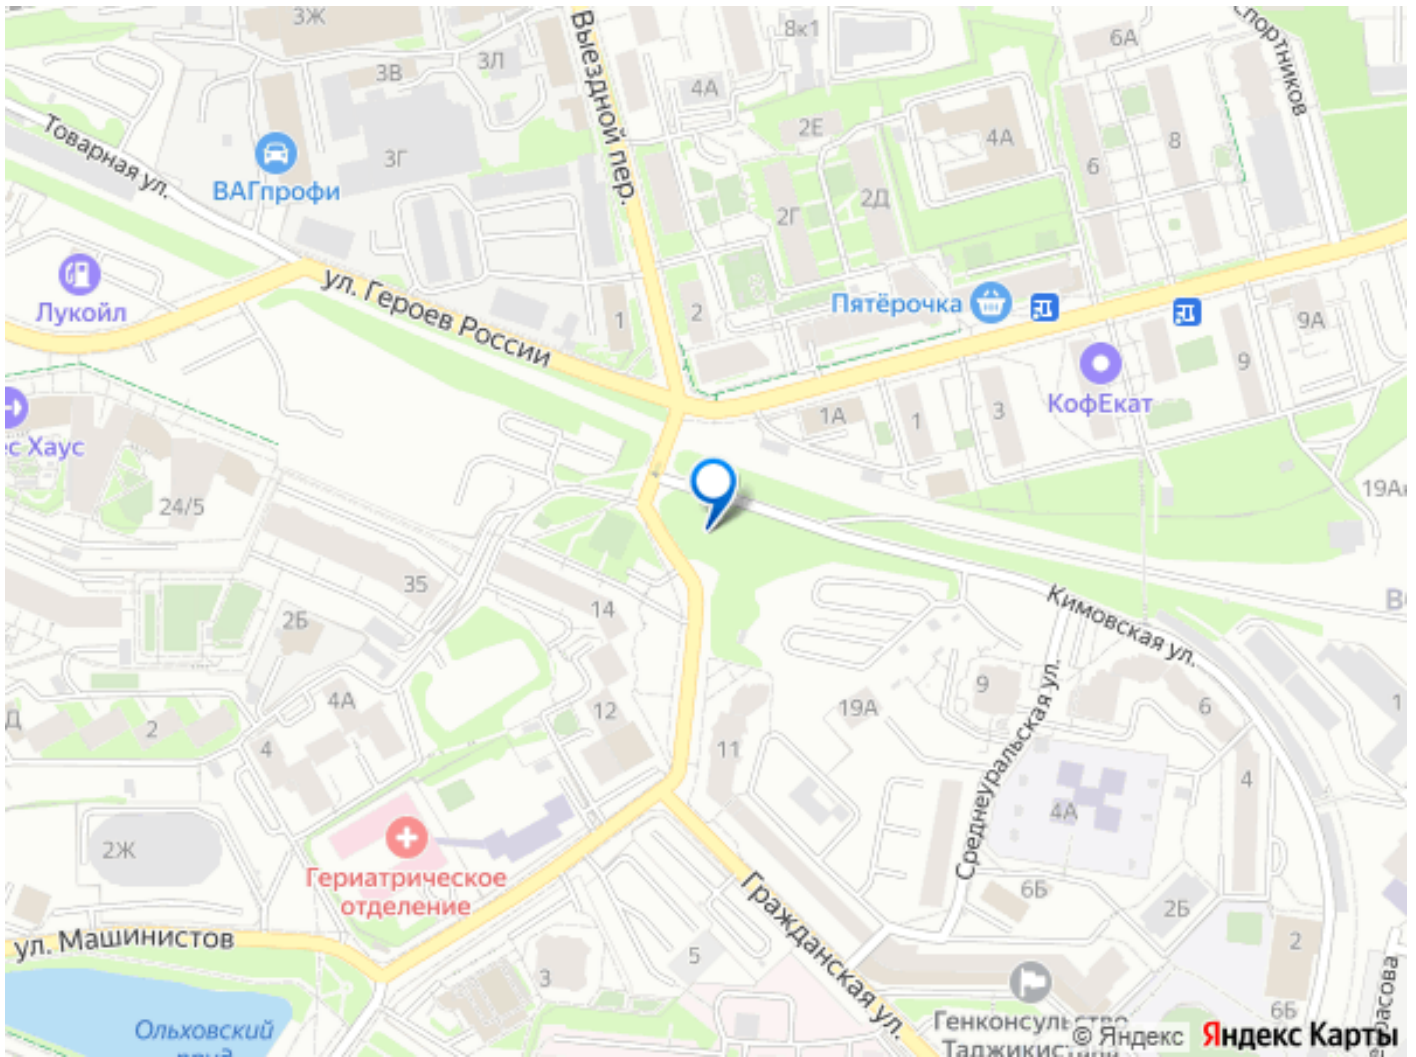 3Ж
Выездной пер.
8к1
6А
Спортников
3В
3Л
4А
2Е
4А
8
Товарная ул.
3Г
6
ВАГпрофи
2Г
2Д
Лукойл
ул. Героев России
1
2
Пятёрочка
9А
9
КофЕкат
1А
1
3
с Хаус
24/5
19А
35
14
Кимовская ул.
2Б
4А
12
9
19А
6
1
Д
2
4
11
Среднеуральская ул.
4
4А
2Ж
Гериатрическое
отделение
6Б
2Б
Гражданская ул.
2
ул. Машинистов
5
3
расова
Ольховский
пруд
Генконсульство
Таджикистана
6Б
© Яндекс Яндекс Карты